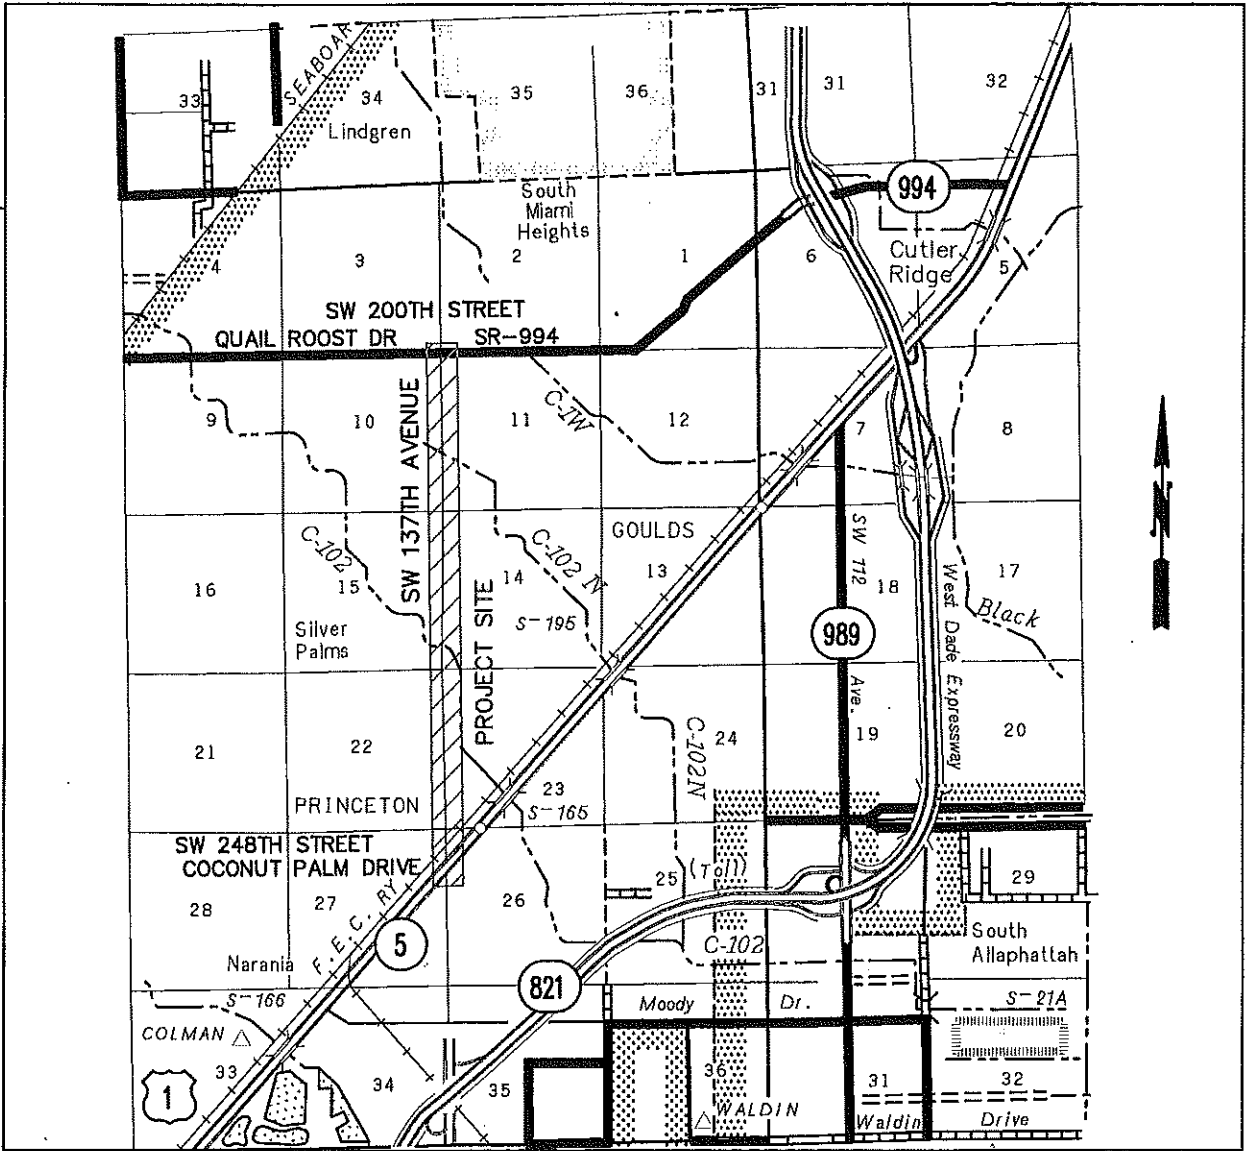 SEABOAR
33
34
35
36
31
31
32
Lindgren
994
South
Miami
Heights
Cutler
Ridge
4
3
2
1
6
5
SW 200TH STREET
QUAIL ROOST DR SR-994
9
10
11
12
7
8
C-1W
SW 137TH AVENUE
GOULDS
C-102
C-102 N
SW 112
16
15
14
13
18
17
S-195
Black
West Dade Expressway
Silver
Palms
PROJECT SITE
989
Ave.
21
22
23
24
19
20
C-102N
PRINCETON
S-165
SW 248TH STREET
COCONUT PALM DRIVE
25
(Toll)
29
28
27
26
F.E.C. RY
5
C-102
South
Allaphattah
Narania
821
S-166
Moody Dr.
S-21A
COLMAN
33
34
35
36
31
32
1
WALDIN
Waldin Drive
N